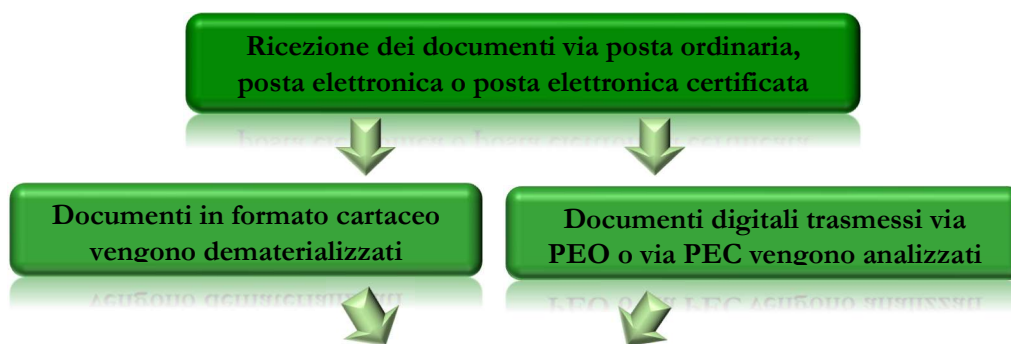 Ricezione dei documenti via posta ordinaria,
posta elettronica o posta elettronica certificata
Documenti in formato cartaceo
vengono dematerializzati
Documenti digitali trasmessi via
PEO o via PEC vengono analizzati